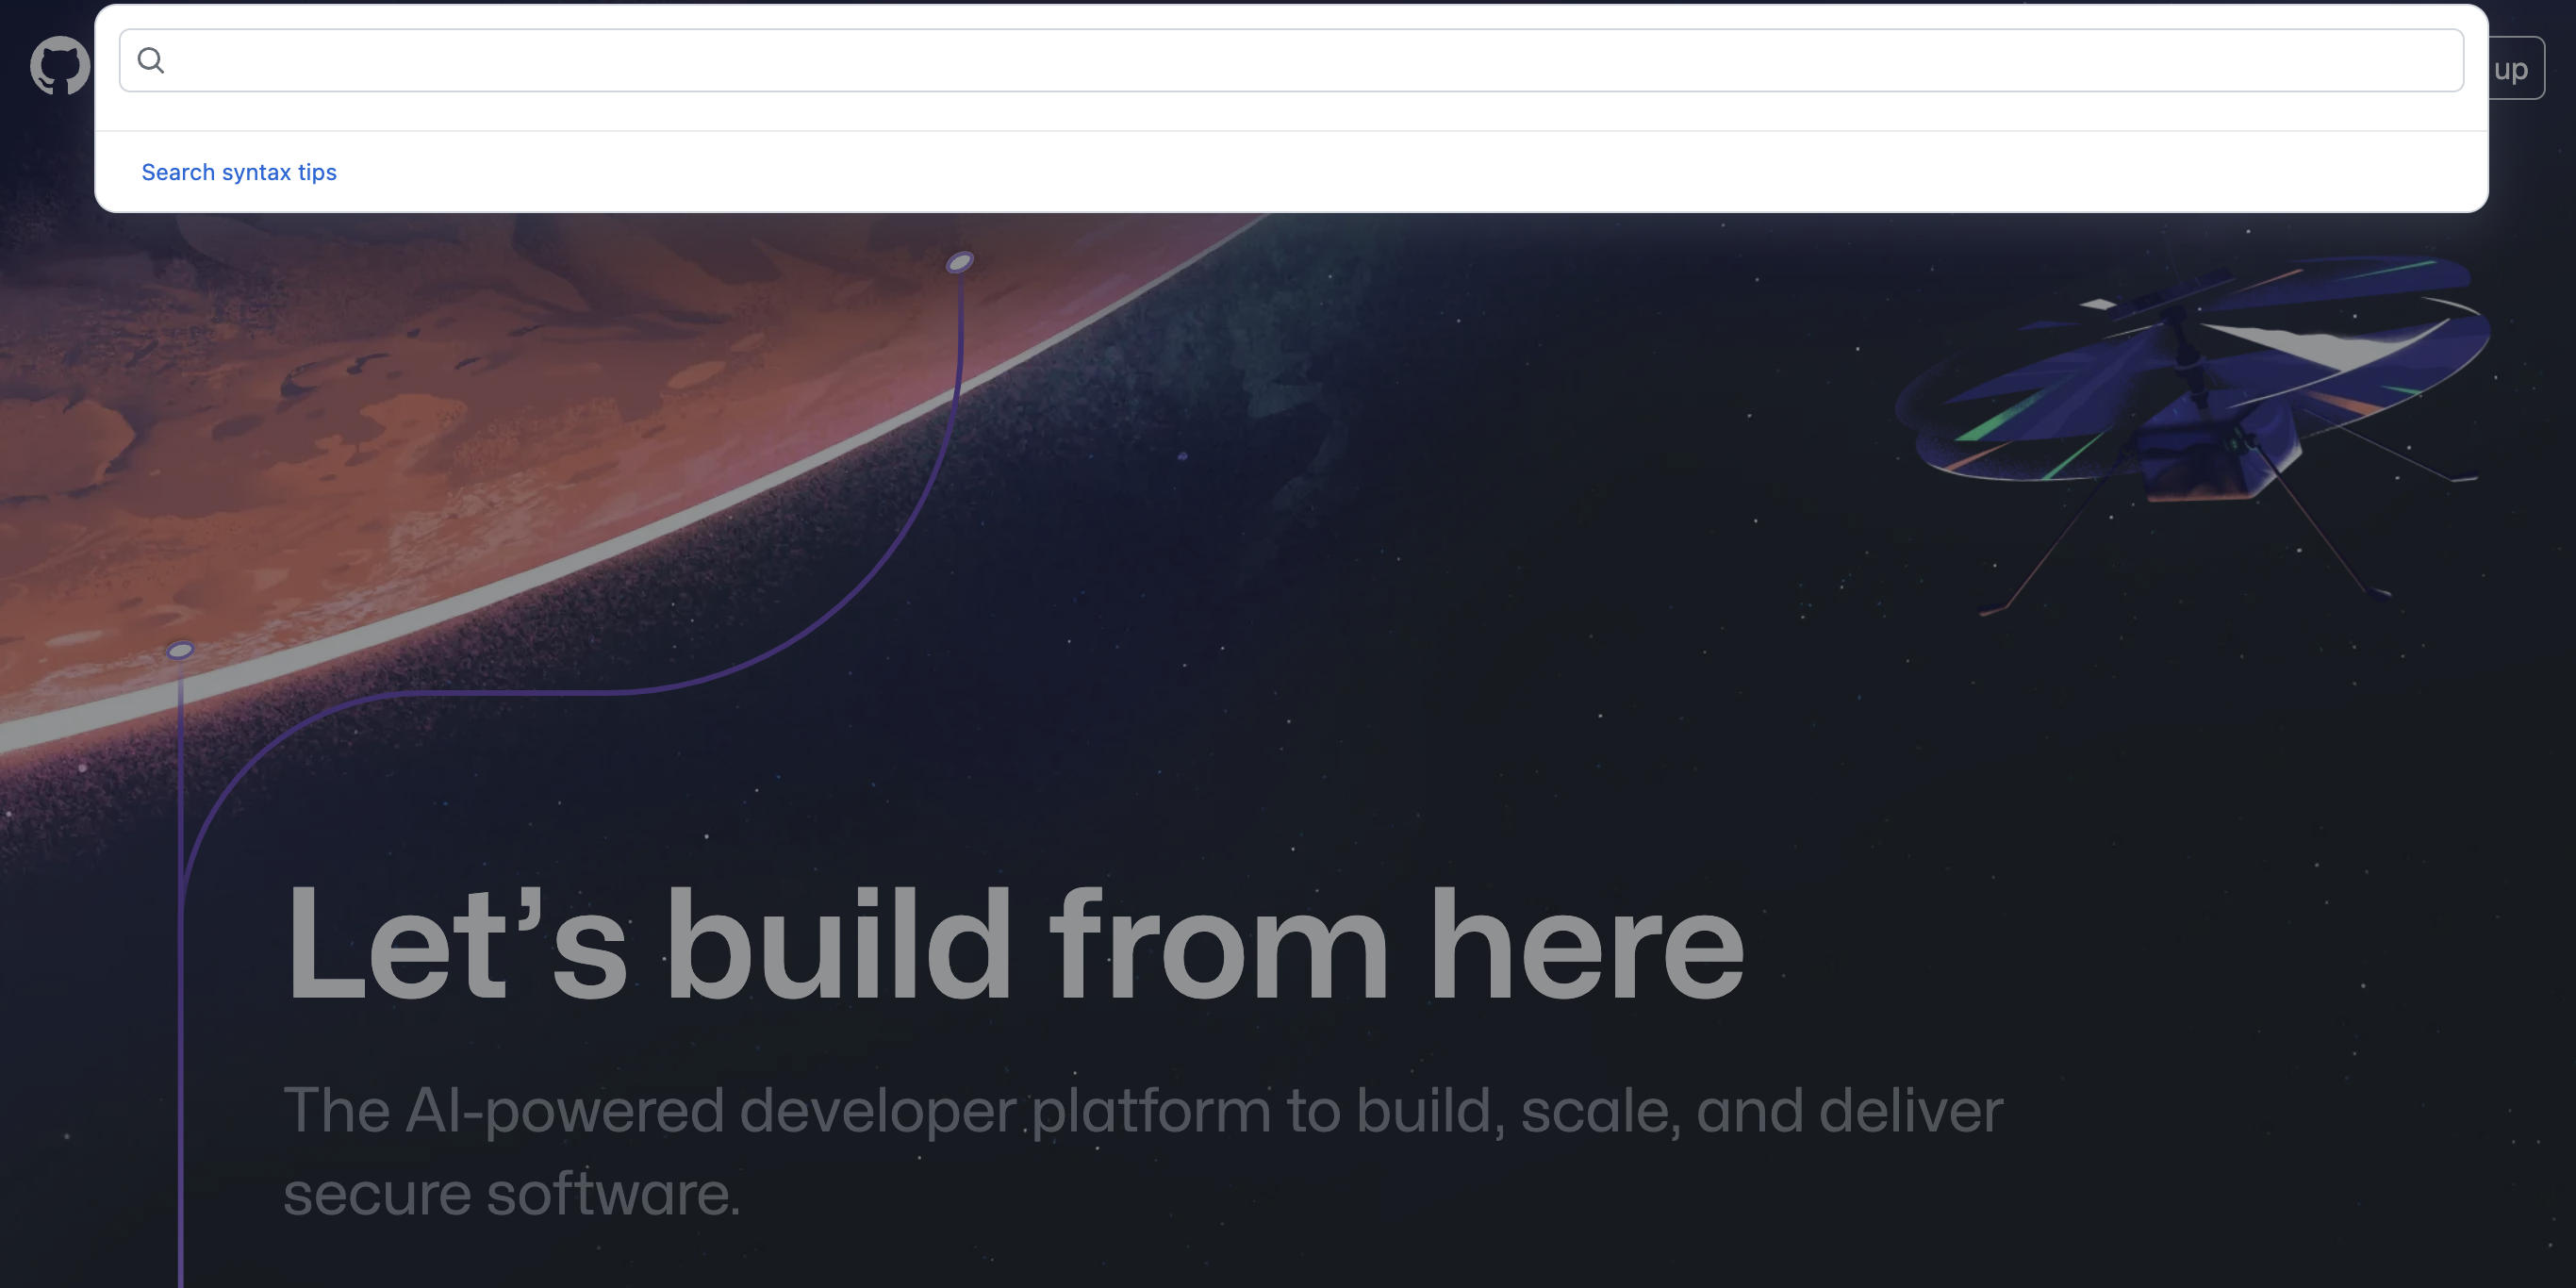 up
Search syntax tips
Let’s build from here
The AI-powered developer platform to build, scale, and deliver
secure software.